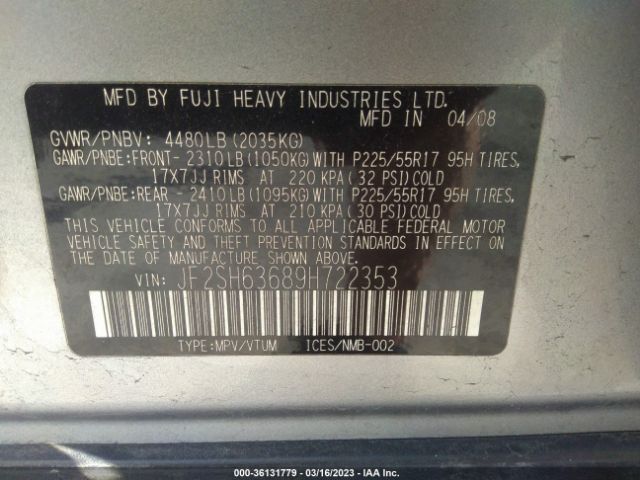 MFD BY FUJI HEAVY INDUSTRIES LTD.
MFD IN 04/08
GVWR/PNBV: 4480LB(2035KG)
GAWR/PNBE:FRONT- 2310LB(1050KG)WITH P225/55R17 95H TIRES,
17X7JJ RIMS AT 220 KPA(32 PSI)COLD
GAWR/PNBE:REAR - 2410LB(1095KG)WITH P225/55R17 95H TIRES,
17X7JJ RIMS AT 210 KPA(30 PSI)COLD
THIS VEHICLE CONFORMS TO ALL APPLICABLE FEDERAL MOTOR
VEHICLE SAFETY AND THEFT PREVENTION STANDARDS IN EFFECT
ON THE DATE OF MANUFACTURE SHOWN ABOVE.
VIN: JF2SH63689H722353
TYPE:MPV/VTUM ICES/NMB-002
000-36131779 - 03/16/2023 - IAA Inc.